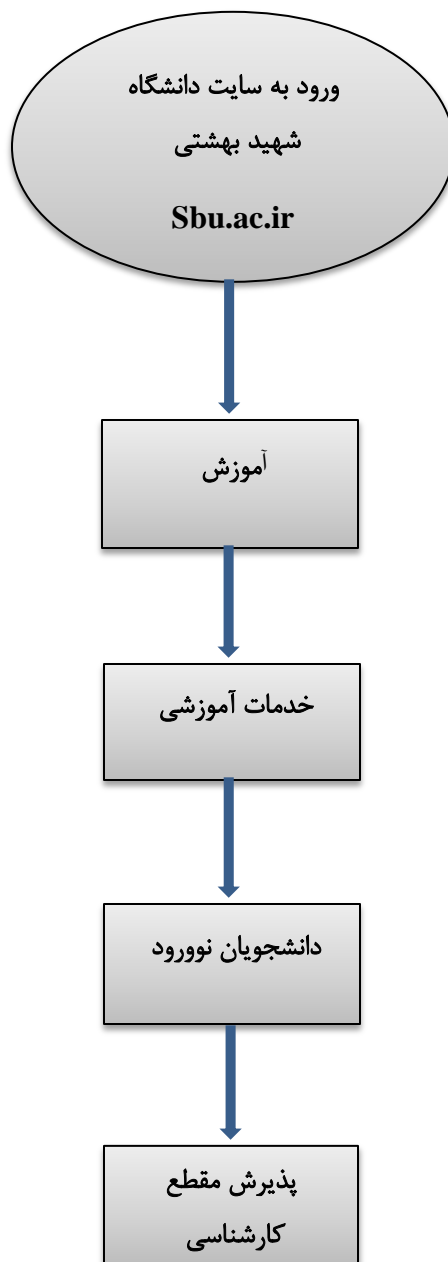 ورود به سایت دانشگاه
شهید بهشتی
Sbu.ac.ir
آموزش
خدمات آموزشی
دانشجویان نوورود
پذیرش مقطع
کارشناسی